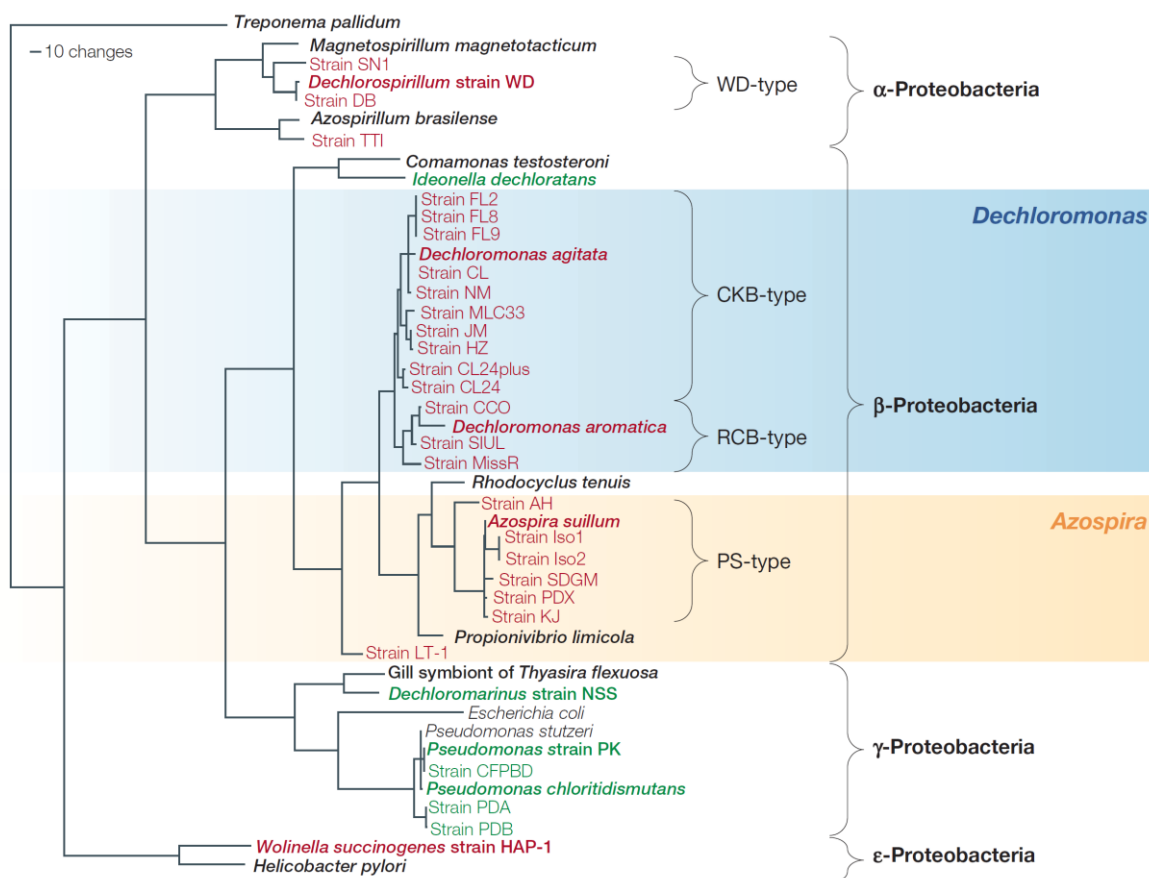 Treponema pallidum
10 changes
Magnetospirillum magnetotacticum
Strain SN1
Dechlorospirillum strain WD
Strain DB
WD-type
α-Proteobacteria
Azospirillum brasilense
Strain TTI
Comamonas testosteroni
Ideonella dechloratans
Dechloromonas
Strain FL2
Strain FL8
Strain FL9
Dechloromonas agitata
Strain CL
Strain NM
CKB-type
Strain MLC33
Strain JM
Strain HZ
Strain CL24plus
Strain CL24
β-Proteobacteria
Strain CCO
Dechloromonas aromatica
RCB-type
Strain SIUL
Strain MissR
Rhodocyclus tenuis
Strain AH
Azospira suillum
Azospira
Strain Iso1
Strain Iso2
PS-type
Strain SDGM
Strain PDX
Strain KJ
Propionivibrio limicola
Strain LT-1
Gill symbiont of Thyasira flexuosa
Dechloromarinus strain NSS
Escherichia coli
Pseudomonas stutzeri
Pseudomonas strain PK
γ-Proteobacteria
Strain CFPBD
Pseudomonas chloritidismutans
Strain PDA
Strain PDB
Wolinella succinogenes strain HAP-1
ε-Proteobacteria
Helicobacter pylori